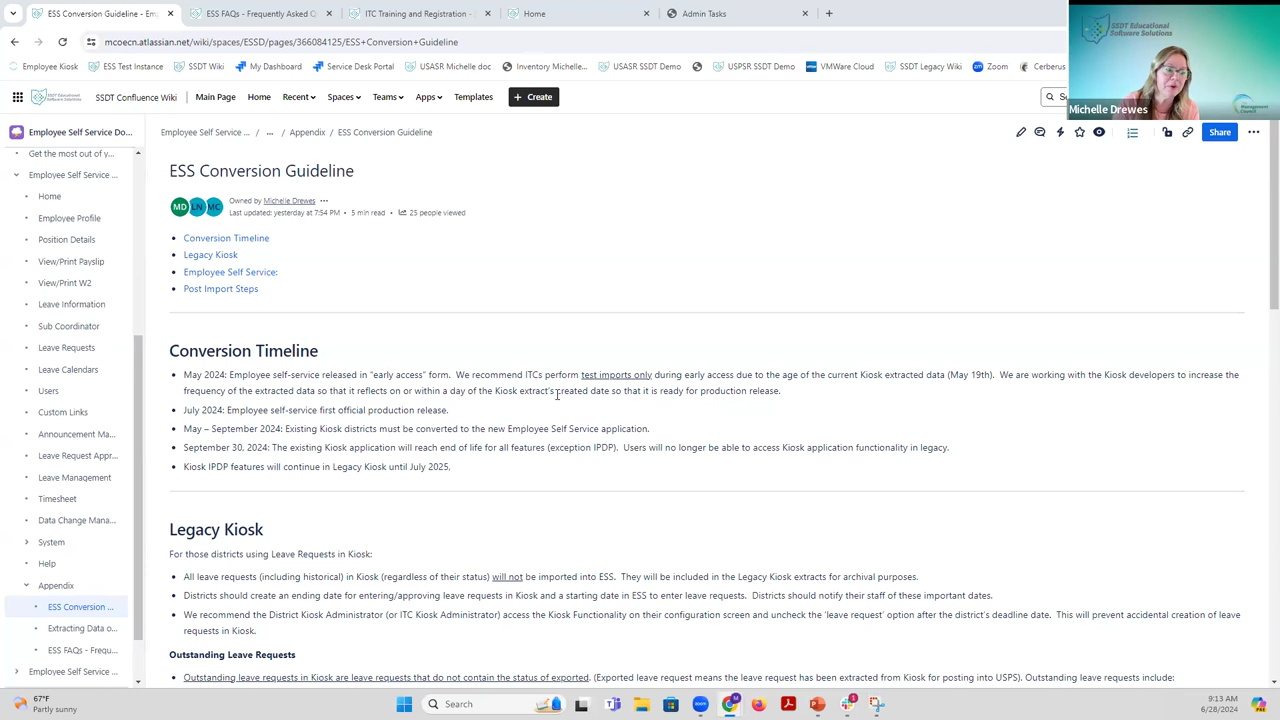 ESS Conversion Guideline - Em
ESS FAQs - Frequently Asked Q
ITC Training and Registration -
Home
Admin Tasks
mcoecn.atlassian.net/wiki/spaces/ESSD/pages/366084125/ESS+Conversion+Guideline
Employee Kiosk
ESS Test Instance
SSDT Wiki
My Dashboard
Service Desk Portal
USASR Michelle doc
Inventory Michelle...
USASR SSDT Demo
USPSR SSDT Demo
VMWare Cloud
SSDT Legacy Wiki
Zoom
Cerberus
SSDT Educational
Software Solutions
Michelle Drewes
SSDT Confluence Wiki
Main Page
Home
Recent
Spaces
Teams
Apps
Templates
+ Create
Employee Self Service Do...
Employee Self Service ...
...
Appendix
ESS Conversion Guideline
Share
Get the most out of y...
Employee Self Service ...
Home
Employee Profile
Position Details
View/Print Payslip
View/Print W2
Leave Information
Sub Coordinator
Leave Requests
Leave Calendars
Users
Custom Links
Announcement Ma...
Leave Request Appr...
Leave Management
Timesheet
Data Change Mana...
System
Help
Appendix
ESS Conversion ...
Extracting Data o...
ESS FAQs - Frequ...
Employee Self Service ...
ESS Conversion Guideline
MD LN MC
Owned by Michelle Drewes ...
Last updated: yesterday at 7:54 PM • 5 min read • 25 people viewed
• Conversion Timeline
• Legacy Kiosk
• Employee Self Service:
• Post Import Steps
Conversion Timeline
• May 2024: Employee self-service released in “early access” form. We recommend ITCs perform test imports only during early access due to the age of the current Kiosk extracted data (May 19th). We are working with the Kiosk developers to increase the
frequency of the extracted data so that it reflects on or within a day of the Kiosk extract’s created date so that it is ready for production release.
• July 2024: Employee self-service first official production release.
• May – September 2024: Existing Kiosk districts must be converted to the new Employee Self Service application.
• September 30, 2024: The existing Kiosk application will reach end of life for all features (exception IPDP). Users will no longer be able to access Kiosk application functionality in legacy.
• Kiosk IPDP features will continue in Legacy Kiosk until July 2025,
Legacy Kiosk
For those districts using Leave Requests in Kiosk:
• All leave requests (including historical) in Kiosk (regardless of their status) will not be imported into ESS. They will be included in the Legacy Kiosk extracts for archival purposes.
• Districts should create an ending date for entering/approving leave requests in Kiosk and a starting date in ESS to enter leave requests. Districts should notify their staff of these important dates.
• We recommend the District Kiosk Administrator (or ITC Kiosk Administrator) access the Kiosk Functionality on their configuration screen and uncheck the ‘leave request’ option after the district’s deadline date. This will prevent accidental creation of leave
requests in Kiosk.
Outstanding Leave Requests
• Outstanding leave requests in Kiosk are leave requests that do not contain the status of exported. (Exported leave request means the leave request has been extracted from Kiosk for posting into USPS). Outstanding leave requests include:
67°F
Partly sunny
Search
9:13 AM
6/28/2024